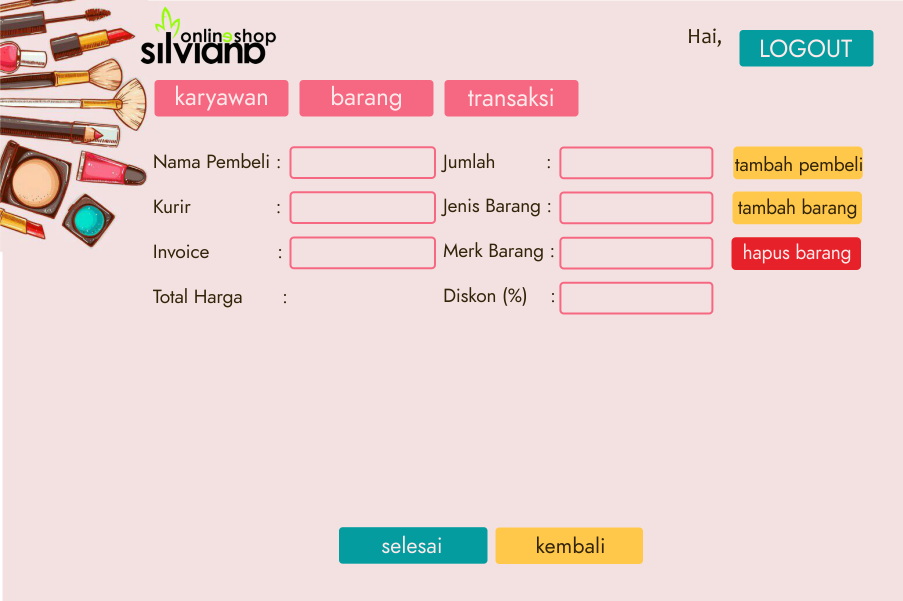 onlineshop
silviana
Hai,
LOGOUT
karyawan
barang
transaksi
Nama Pembeli :
Jumlah :
tambah pembeli
Kurir :
Jenis Barang :
tambah barang
Invoice :
Merk Barang :
hapus barang
Total Harga :
Diskon (%) :
selesai
kembali